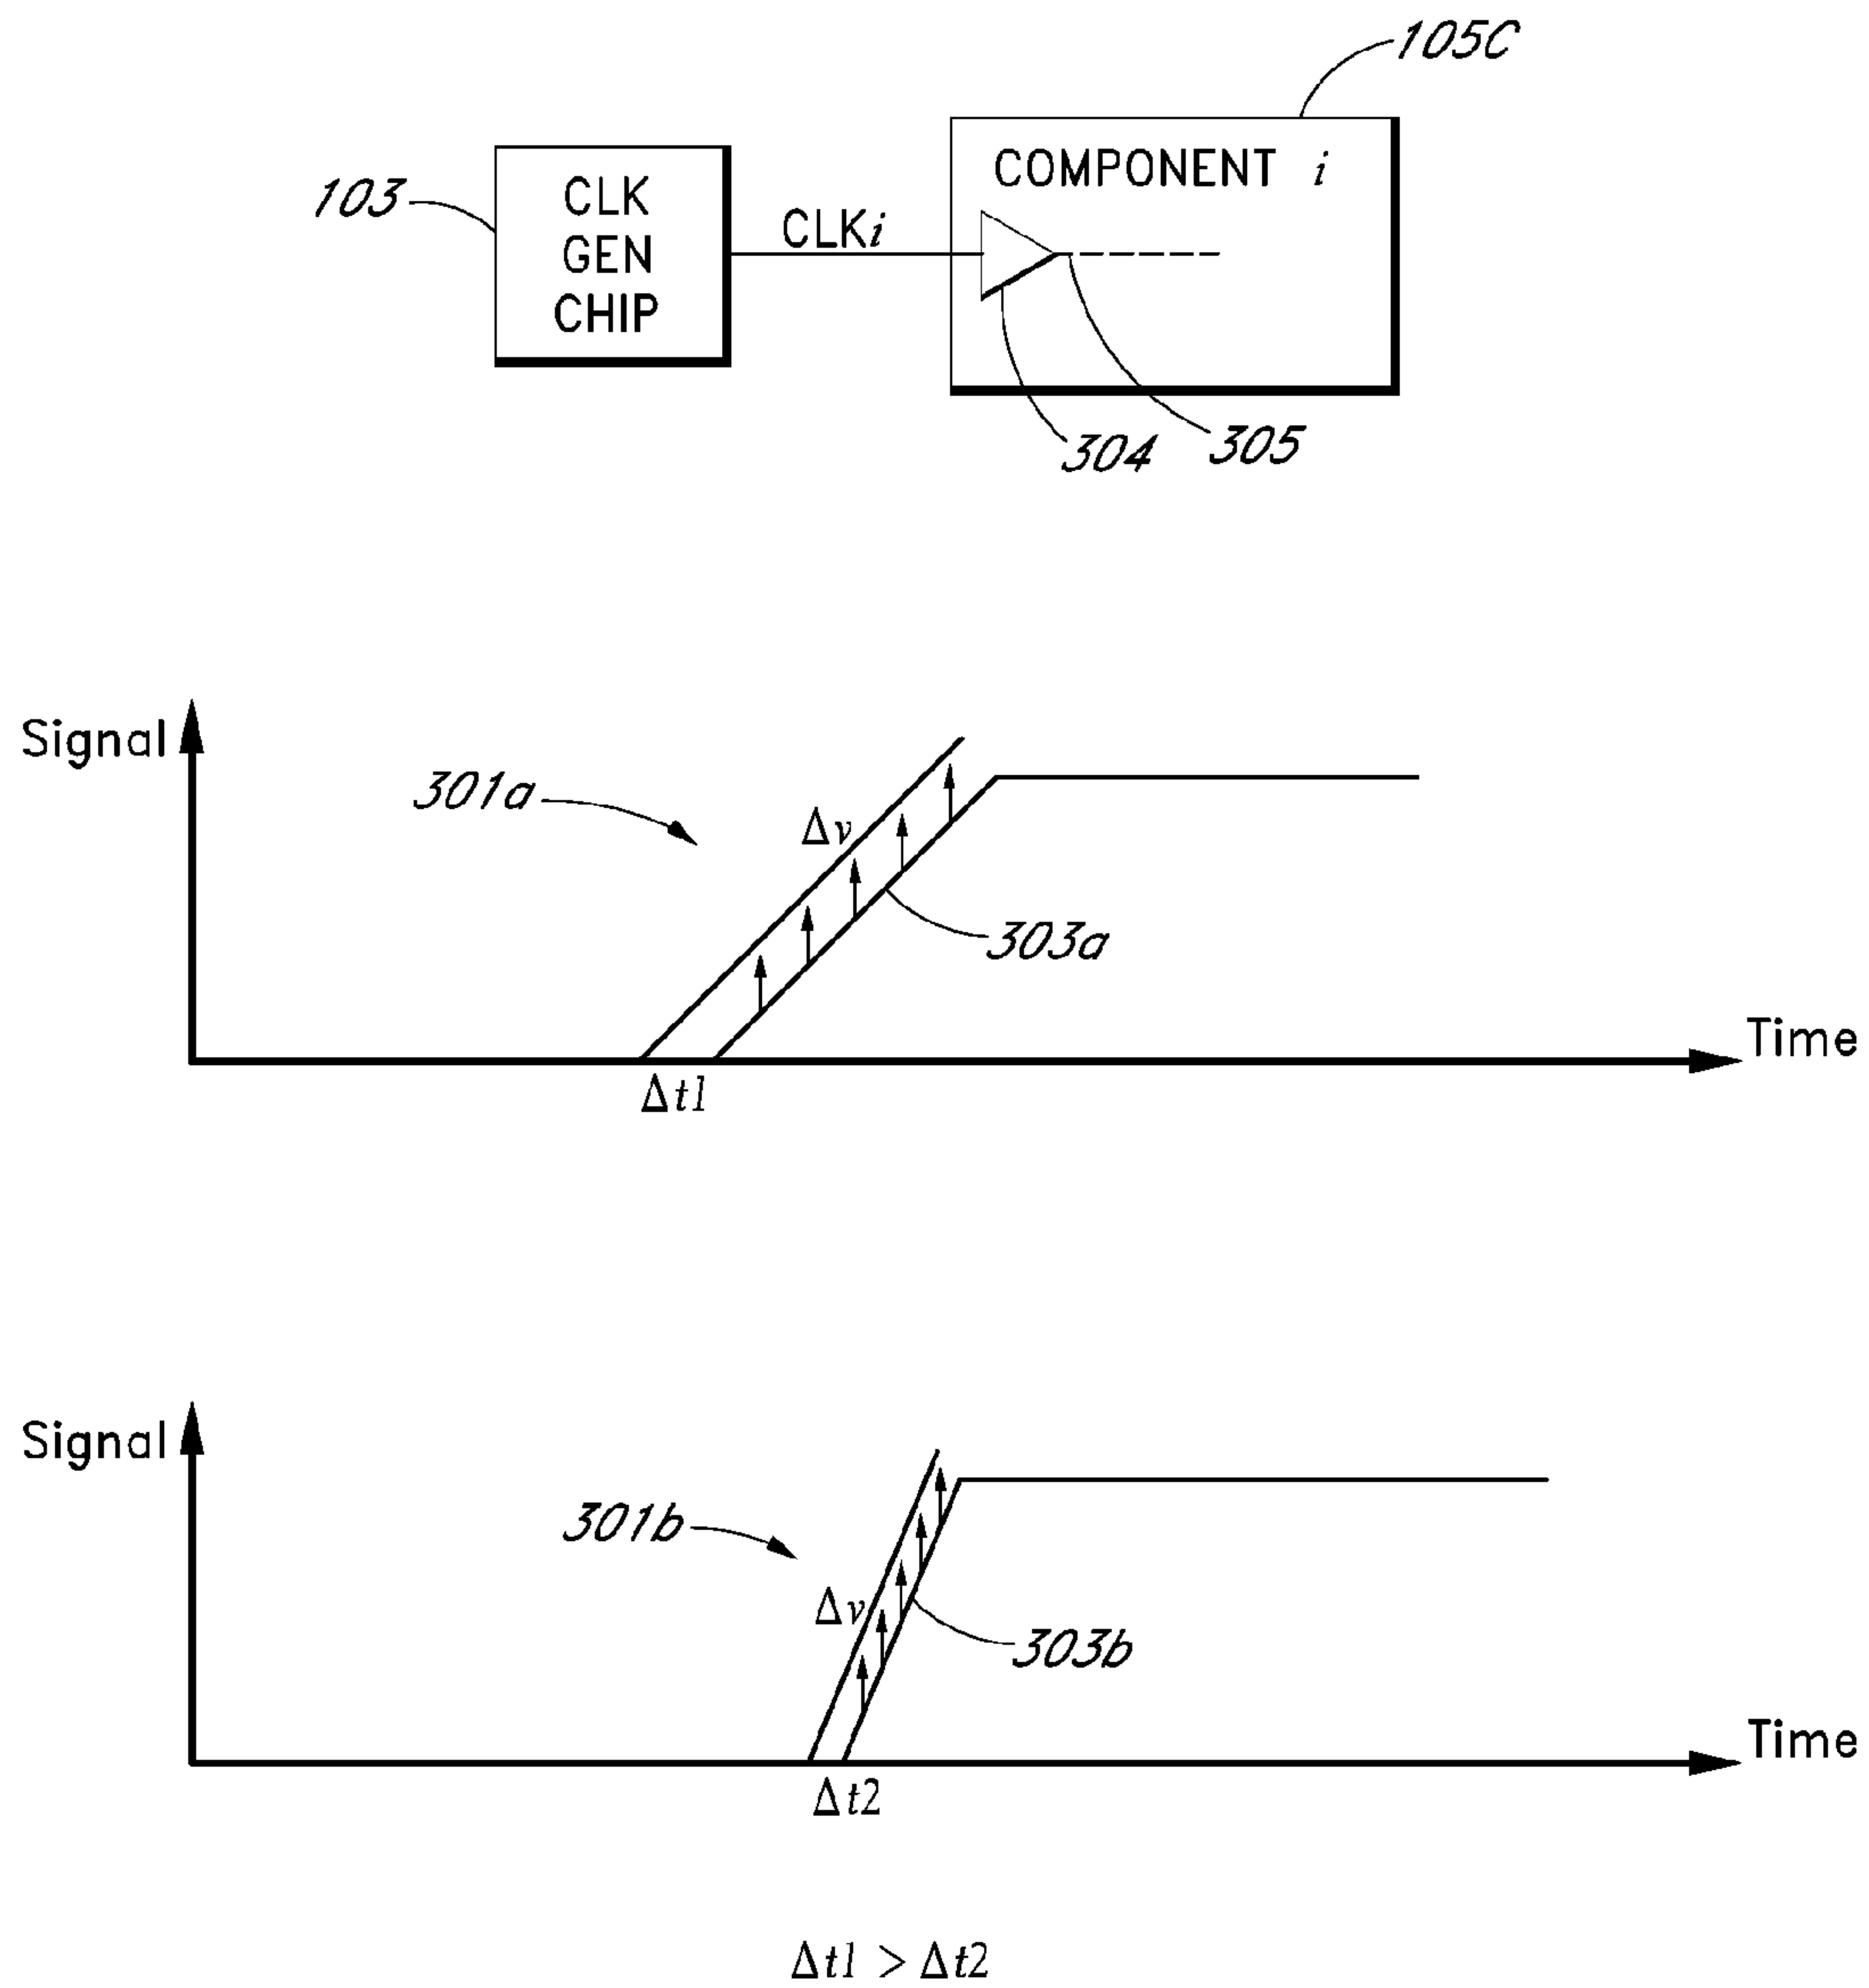 105C
COMPONENT i
103
CLK
GEN
CHIP
CLKi
304
305
Signal
301a
Δv
303a
Time
Δt1
Signal
301b
Δv
303b
Time
Δt2
Δt1 > Δt2